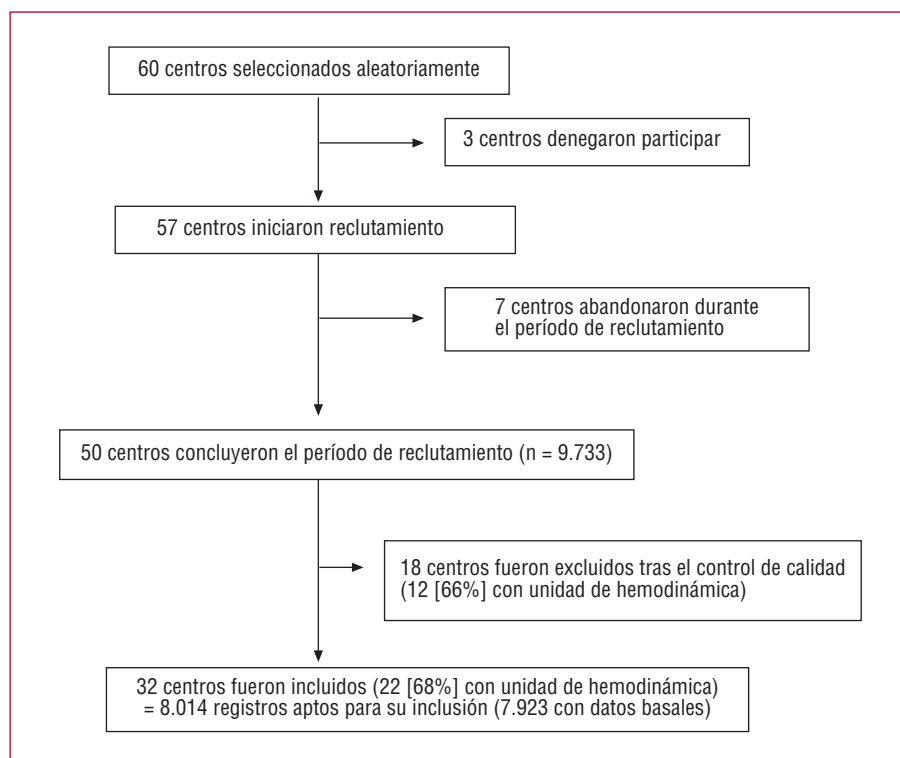 60 centros seleccionados aleatoriamente
3 centros denegaron participar
57 centros iniciaron reclutamiento
7 centros abandonaron durante
el período de reclutamiento
50 centros concluyeron el período de reclutamiento (n = 9.733)
18 centros fueron excluidos tras el control de calidad
(12 [66%] con unidad de hemodinámica)
32 centros fueron incluidos (22 [68%] con unidad de hemodinámica)
= 8.014 registros aptos para su inclusión (7.923 con datos basales)